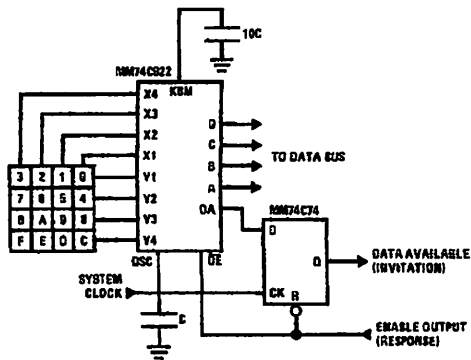 10C
MM74C922
KBM
X4
X3
X2
X1
Y1
Y2
Y3
Y4
D
C
B
A
DA
TO DATA BUS
3 2 1 0
7 6 5 4
B A 9 8
F E D C
OSC
OE
MM74C74
D
Q
CK
R
DATA AVAILABLE
(INVITATION)
SYSTEM
CLOCK
C
ENABLE OUTPUT
(RESPONSE)